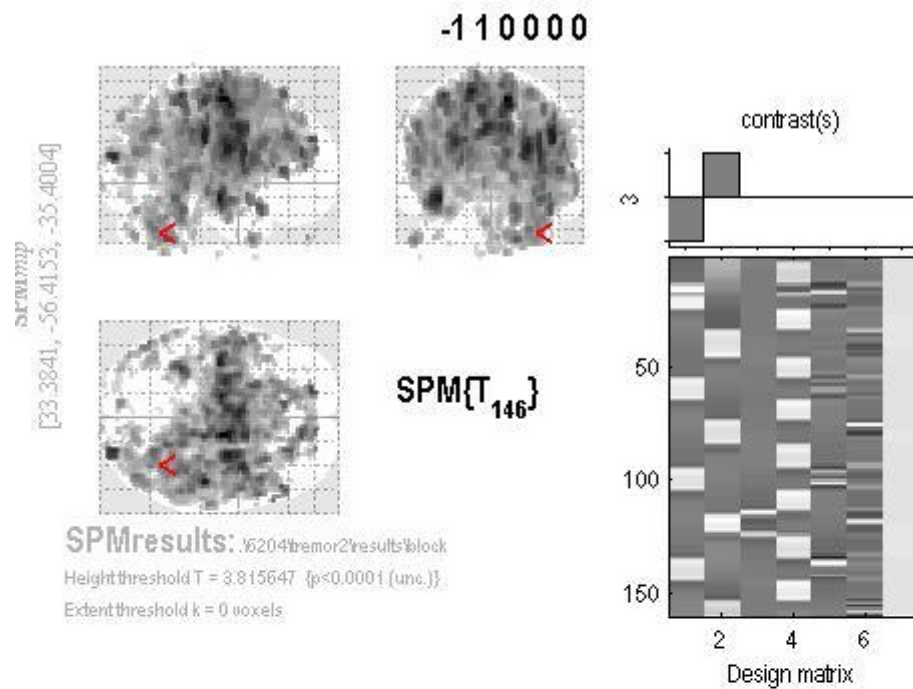 -1 1 0 0 0 0
contrast(s)
3
SPMmip
[33.3841, -56.4153, -35.4004]
SPM{T146}
50
100
150
2 4 6
Design matrix
SPMresults: .\6204\tremor2\results\block
Height threshold T = 3.815647 {p<0.0001 (unc.)}
Extent threshold k = 0 voxels